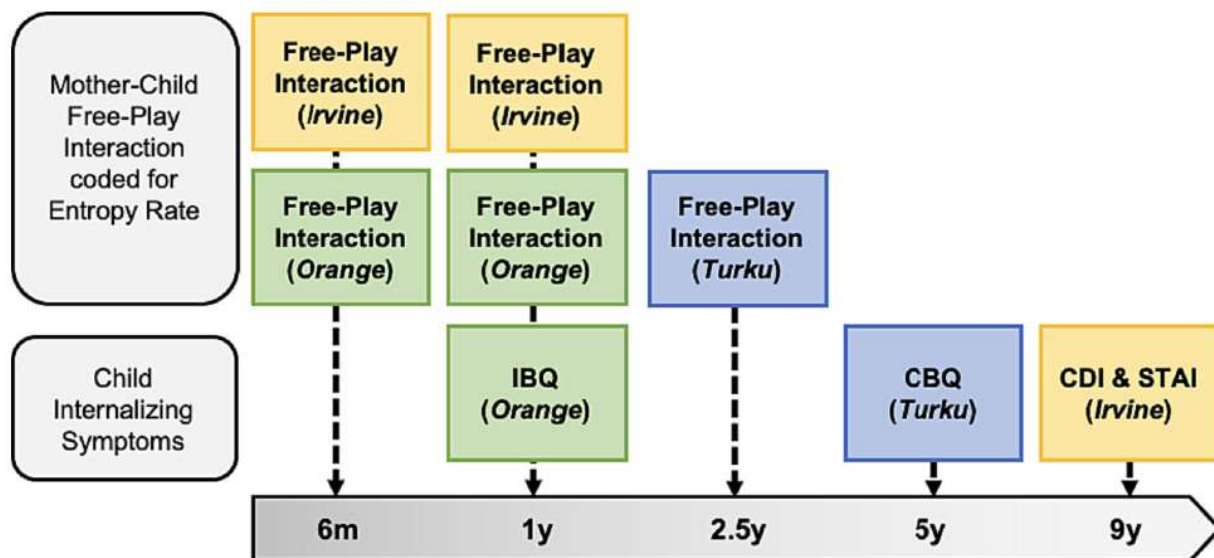 Mother-Child
Free-Play
Interaction
coded for
Entropy Rate
Free-Play
Interaction
(Irvine)
Free-Play
Interaction
(Irvine)
Free-Play
Interaction
(Orange)
Free-Play
Interaction
(Orange)
Free-Play
Interaction
(Turku)
Child
Internalizing
Symptoms
IBQ
(Orange)
CBQ
(Turku)
CDI & STAI
(Irvine)
6m
1y
2.5y
5y
9y